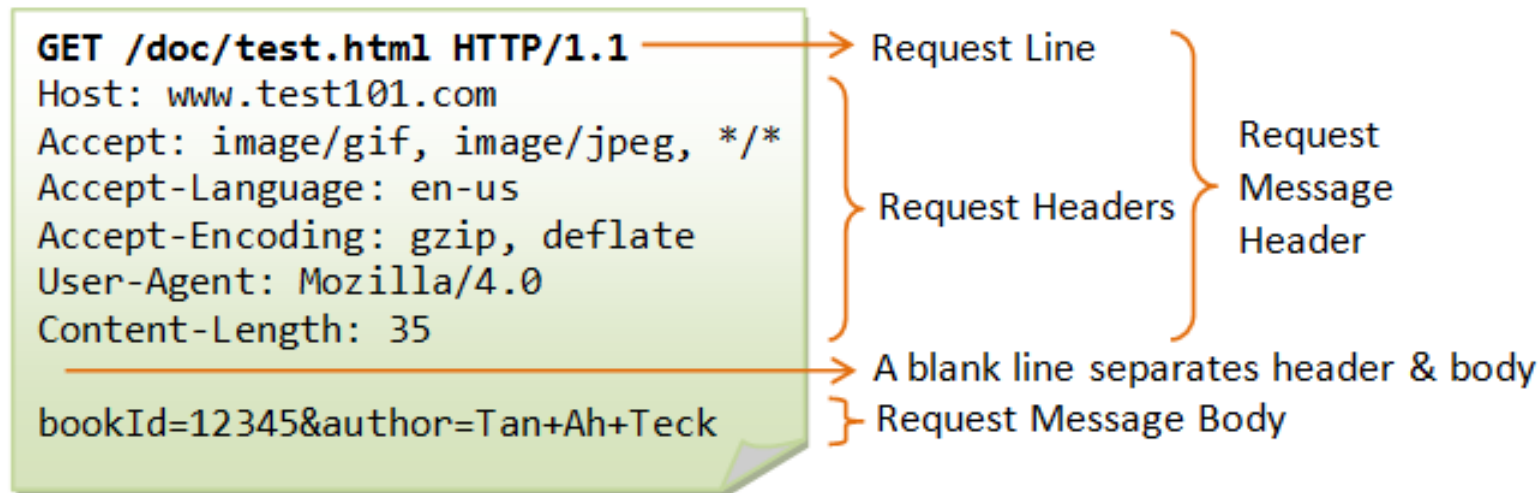 GET /doc/test.html HTTP/1.1
Host: www.test101.com
Accept: image/gif, image/jpeg, */*
Accept-Language: en-us
Accept-Encoding: gzip, deflate
User-Agent: Mozilla/4.0
Content-Length: 35
bookId=12345&author=Tan+Ah+Teck
Request Line
Request Headers
Request
Message
Header
A blank line separates header & body
Request Message Body